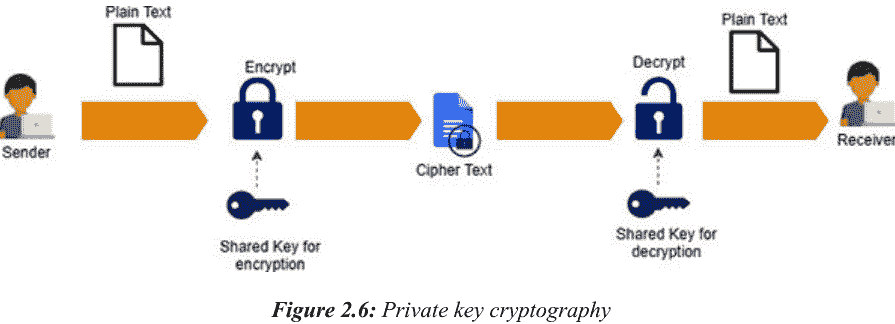 Plain Text
Plain Text
Encrypt
Decrypt
Sender
Cipher Text
Receiver
Shared Key for
encryption
Shared Key for
decryption
Figure 2.6: Private key cryptography